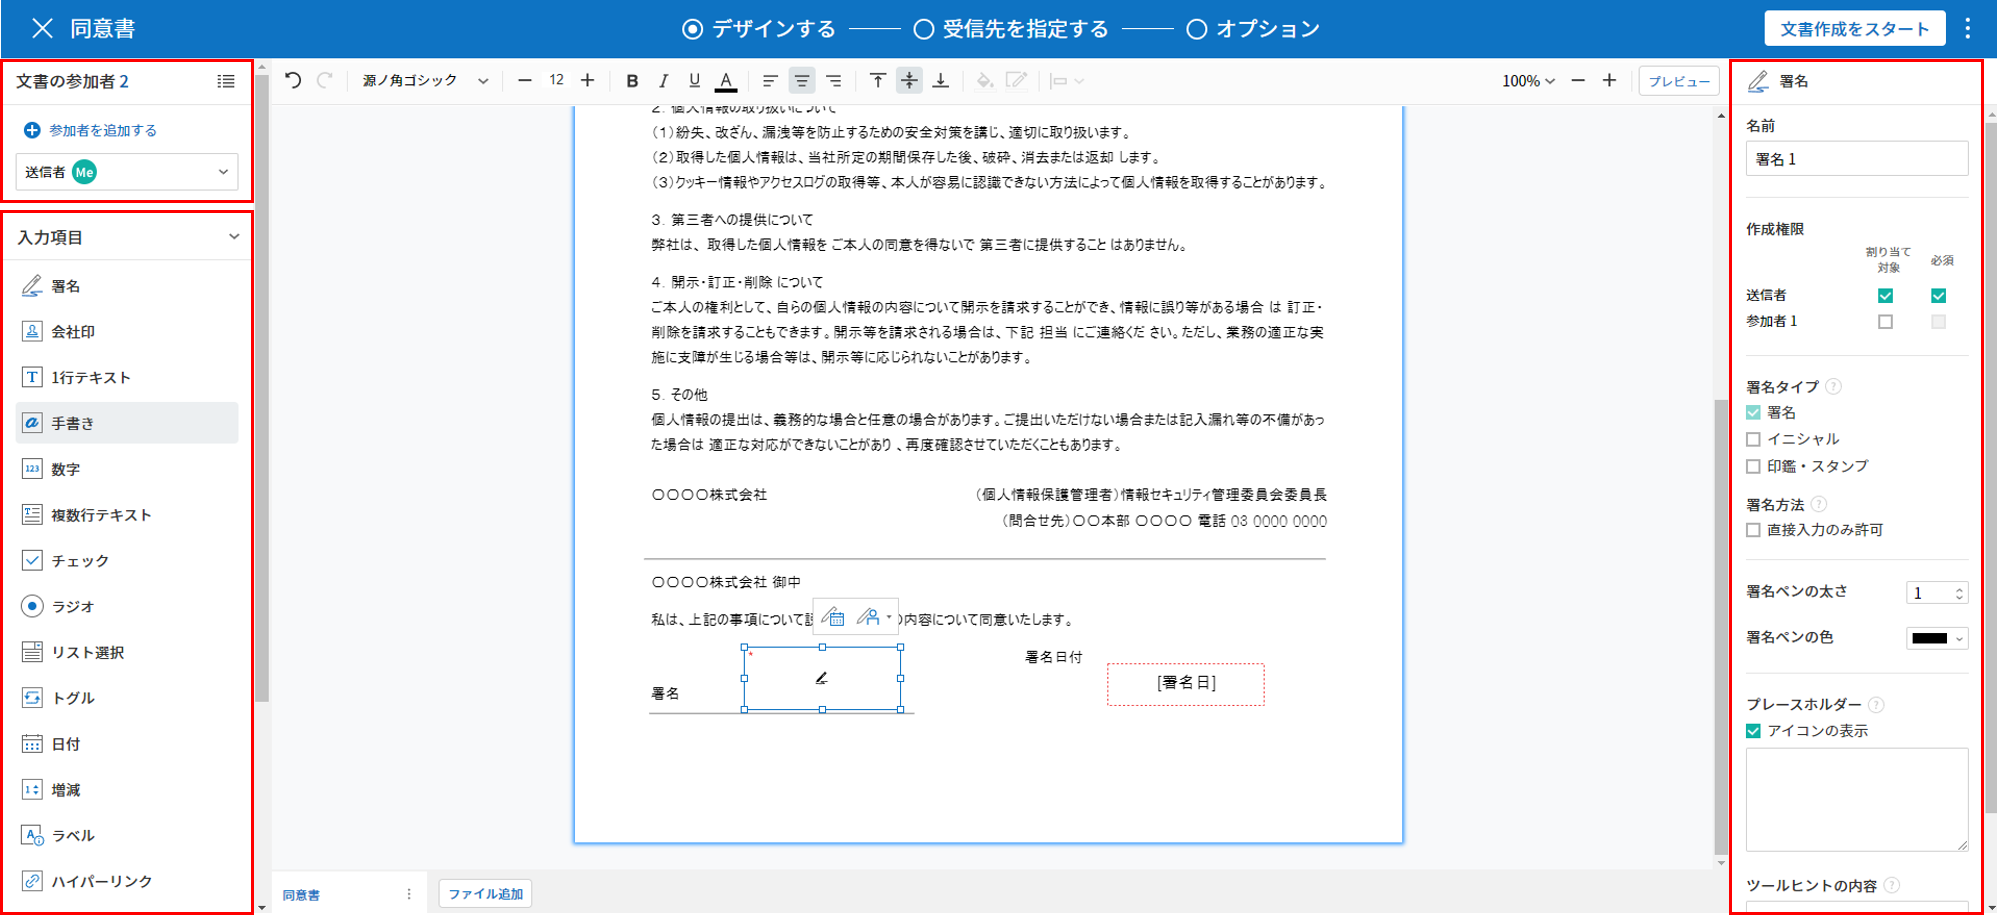 同意書
デザインする
受信先を指定する
オプション
文書作成をスタート
文書の参加者 2
参加者を追加する
送信者 Me
入力項目
署名
会社印
T 1行テキスト
a 手書き
123 数字
複数行テキスト
チェック
ラジオ
リスト選択
トグル
日付
増減
ラベル
ハイパーリンク
源ノ角ゴシック
12
B I U A
100%
プレビュー
2. 個人情報の取り扱いについて
(1)紛失、改ざん、漏洩等を防止するための安全対策を講じ、適切に取り扱います。
(2)取得した個人情報は、当社所定の期間保存した後、破砕、消去または返却 します。
(3)クッキー情報やアクセスログの取得等、本人が容易に認識できない方法によって個人情報を取得することがあります。
3. 第三者への提供について
弊社は、 取得した個人情報を ご本人の同意を得ないで 第三者に提供すること はありません。
4. 開示・訂正・削除 について
ご本人の権利として、自らの個人情報の内容について開示を請求することができ、情報に誤り等がある場合 は 訂正・
削除を請求することもできます。開示等を請求される場合は、下記 担当 にご連絡くだ さい。ただし、業務の適正な実
施に支障が生じる場合等は、開示等に応じられないことがあります。
5. その他
個人情報の提出は、義務的な場合と任意の場合があります。ご提出いただけない場合または記入漏れ等の不備があっ
た場合は 適正な対応ができないことがあり 、再度確認させていただくこともあります。
〇〇〇〇株式会社
(個人情報保護管理者)情報セキュリティ管理委員会委員長
(問合せ先)〇〇本部 〇〇〇〇 電話 03 0000 0000
〇〇〇〇株式会社 御中
私は、上記の事項について
の内容について同意いたします。
署名日付
*
署名
[署名日]
同意書
ファイル追加
署名
名前
署名 1
作成権限
割り当て
対象
必須
送信者
参加者 1
署名タイプ ?
署名
イニシャル
印鑑・スタンプ
署名方法 ?
直接入力のみ許可
署名ペンの太さ
1
署名ペンの色
プレースホルダー ?
アイコンの表示
ツールヒントの内容 ?